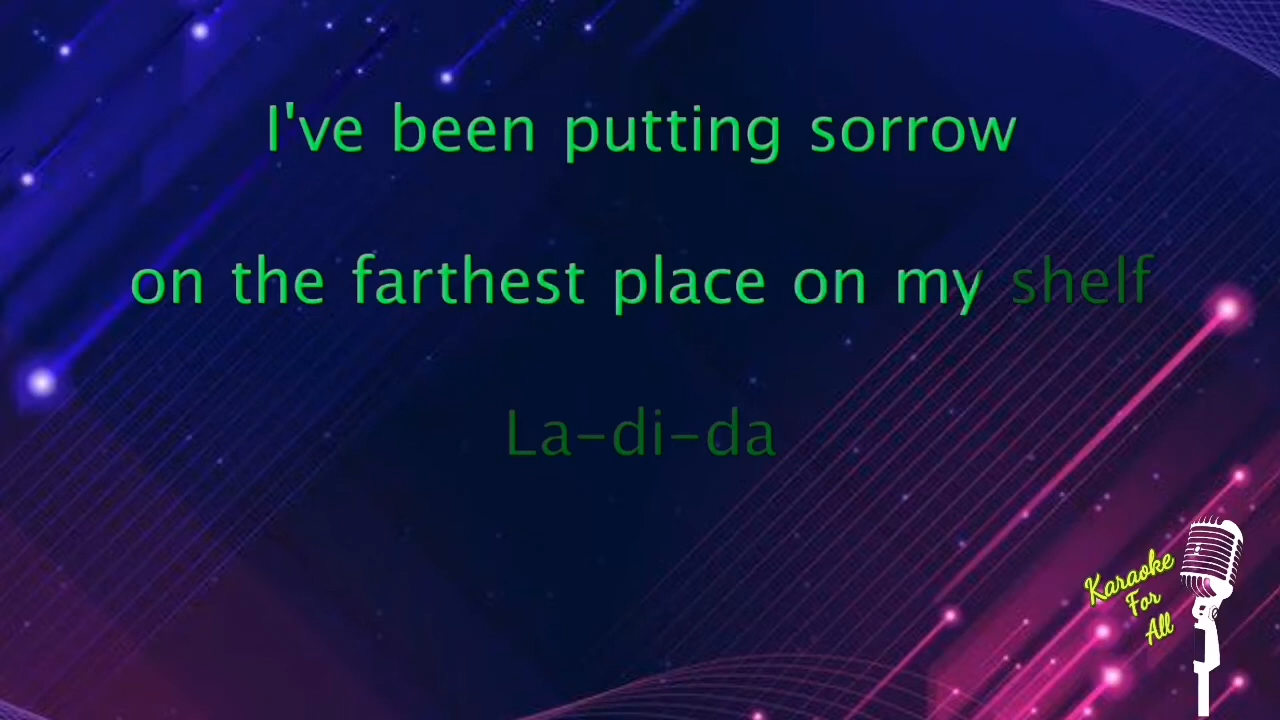 I've been putting sorrow
on the farthest place on my shelf
La-di-da
Karaoke
For
All